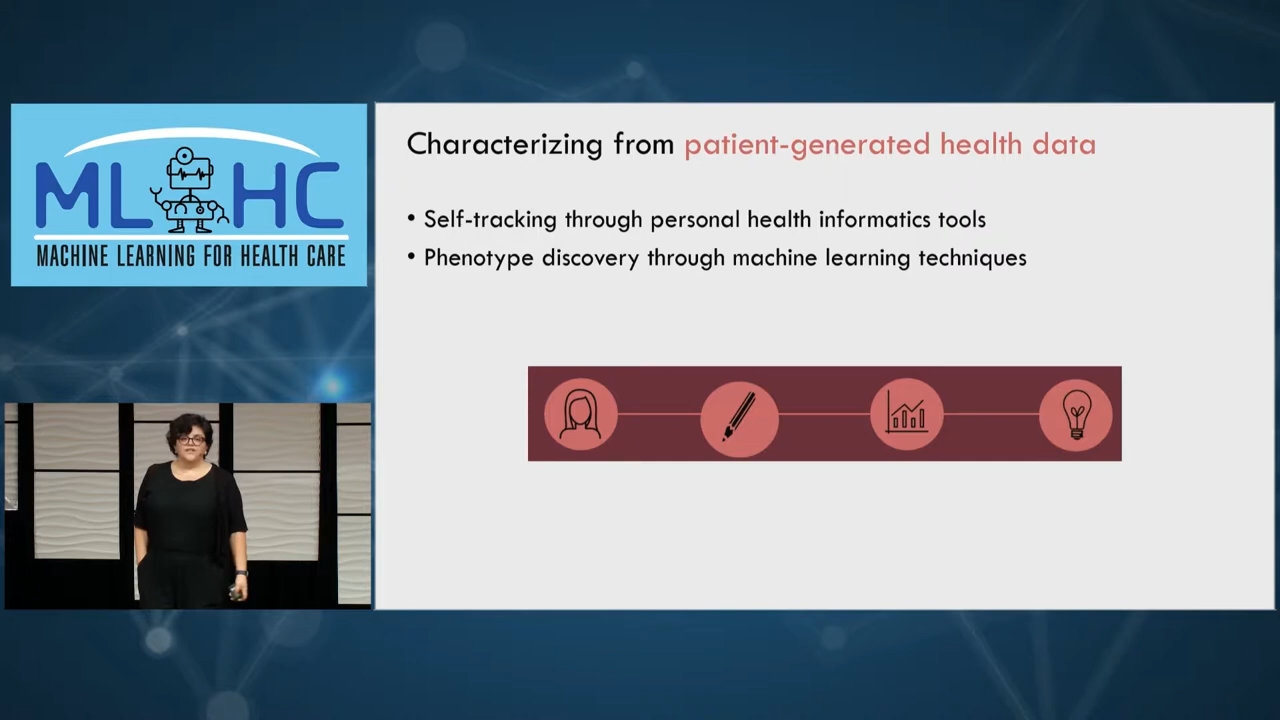 ML HC
MACHINE LEARNING FOR HEALTH CARE
Characterizing from patient-generated health data
• Self-tracking through personal health informatics tools
• Phenotype discovery through machine learning techniques